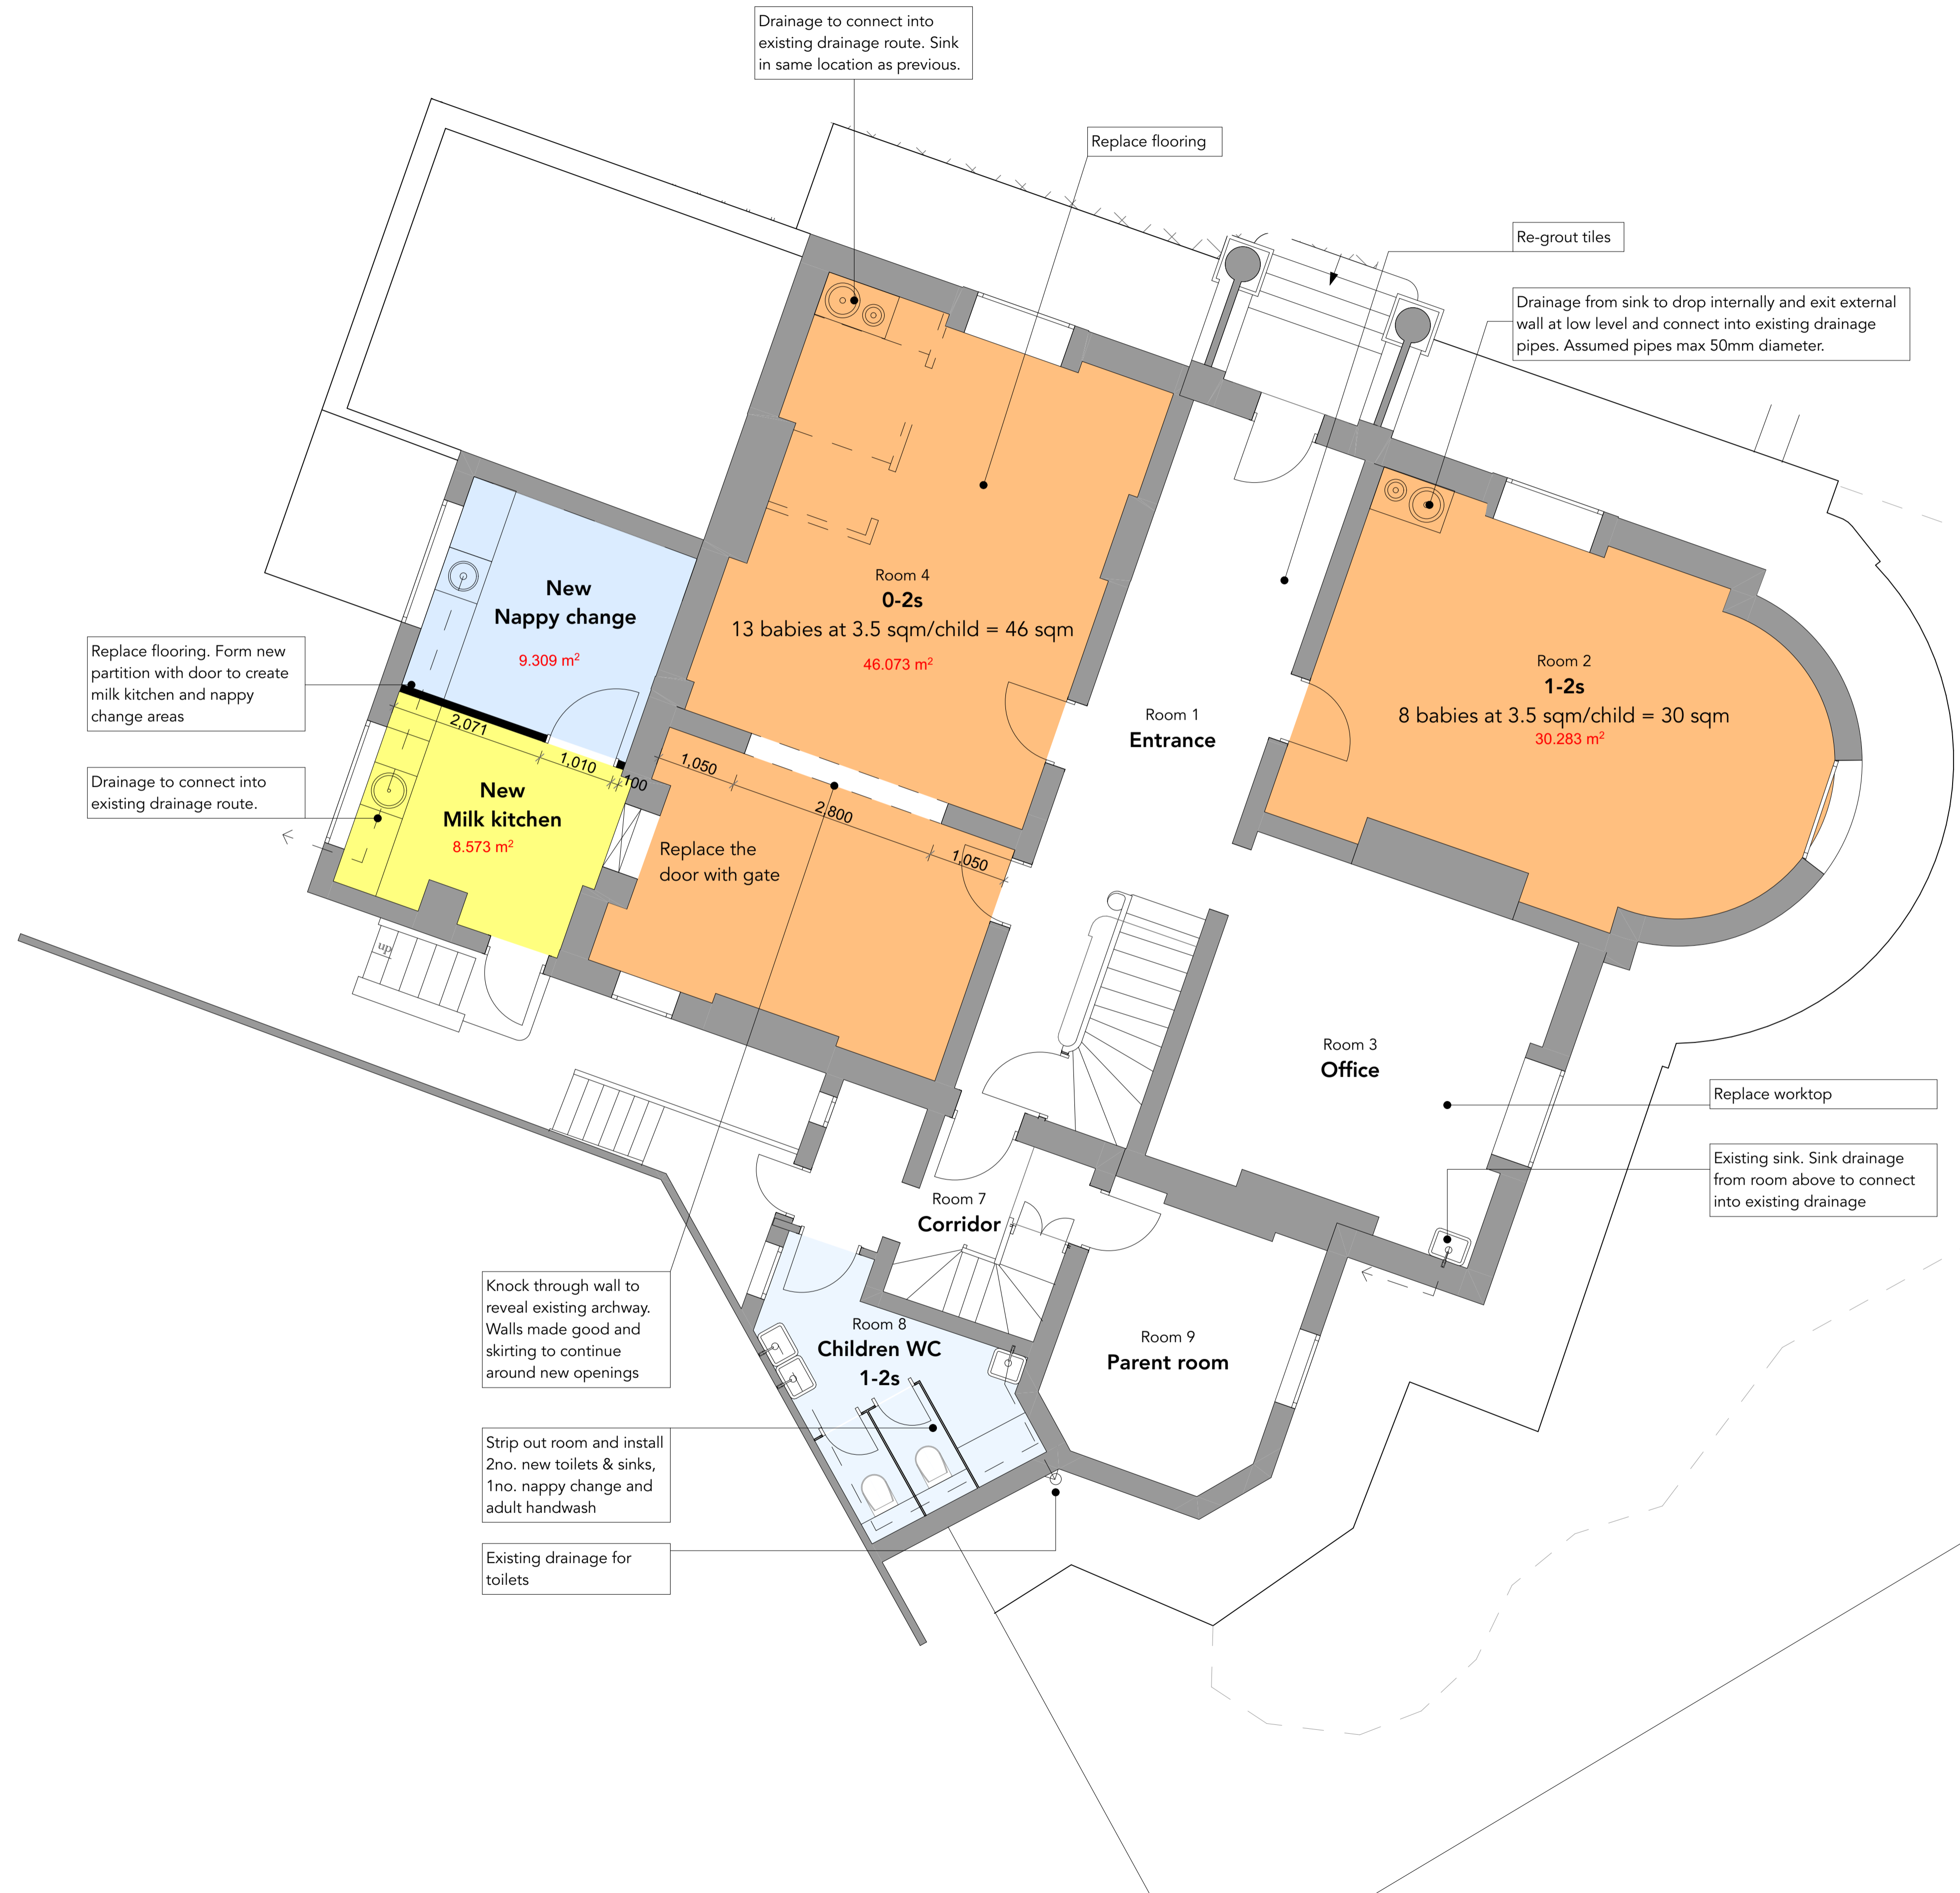 Drainage to connect into
existing drainage route. Sink
in same location as previous.
Replace flooring
Re-grout tiles
Drainage from sink to drop internally and exit external
wall at low level and connect into existing drainage
pipes. Assumed pipes max 50mm diameter.
New
Nappy change
9.309 m²
Room 4
0-2s
13 babies at 3.5 sqm/child = 46 sqm
46.073 m²
Replace flooring. Form new
partition with door to create
milk kitchen and nappy
change areas
Room 2
1-2s
8 babies at 3.5 sqm/child = 30 sqm
30.283 m²
Room 1
Entrance
2,071
1,010
100
1,050
2,800
1,050
Drainage to connect into
existing drainage route.
New
Milk kitchen
8.573 m²
Replace the
door with gate
up
Room 3
Office
Replace worktop
Existing sink. Sink drainage
from room above to connect
into existing drainage
Room 7
Corridor
Knock through wall to
reveal existing archway.
Walls made good and
skirting to continue
around new openings
Room 8
Children WC
1-2s
Room 9
Parent room
Strip out room and install
2no. new toilets & sinks,
1no. nappy change and
adult handwash
Existing drainage for
toilets